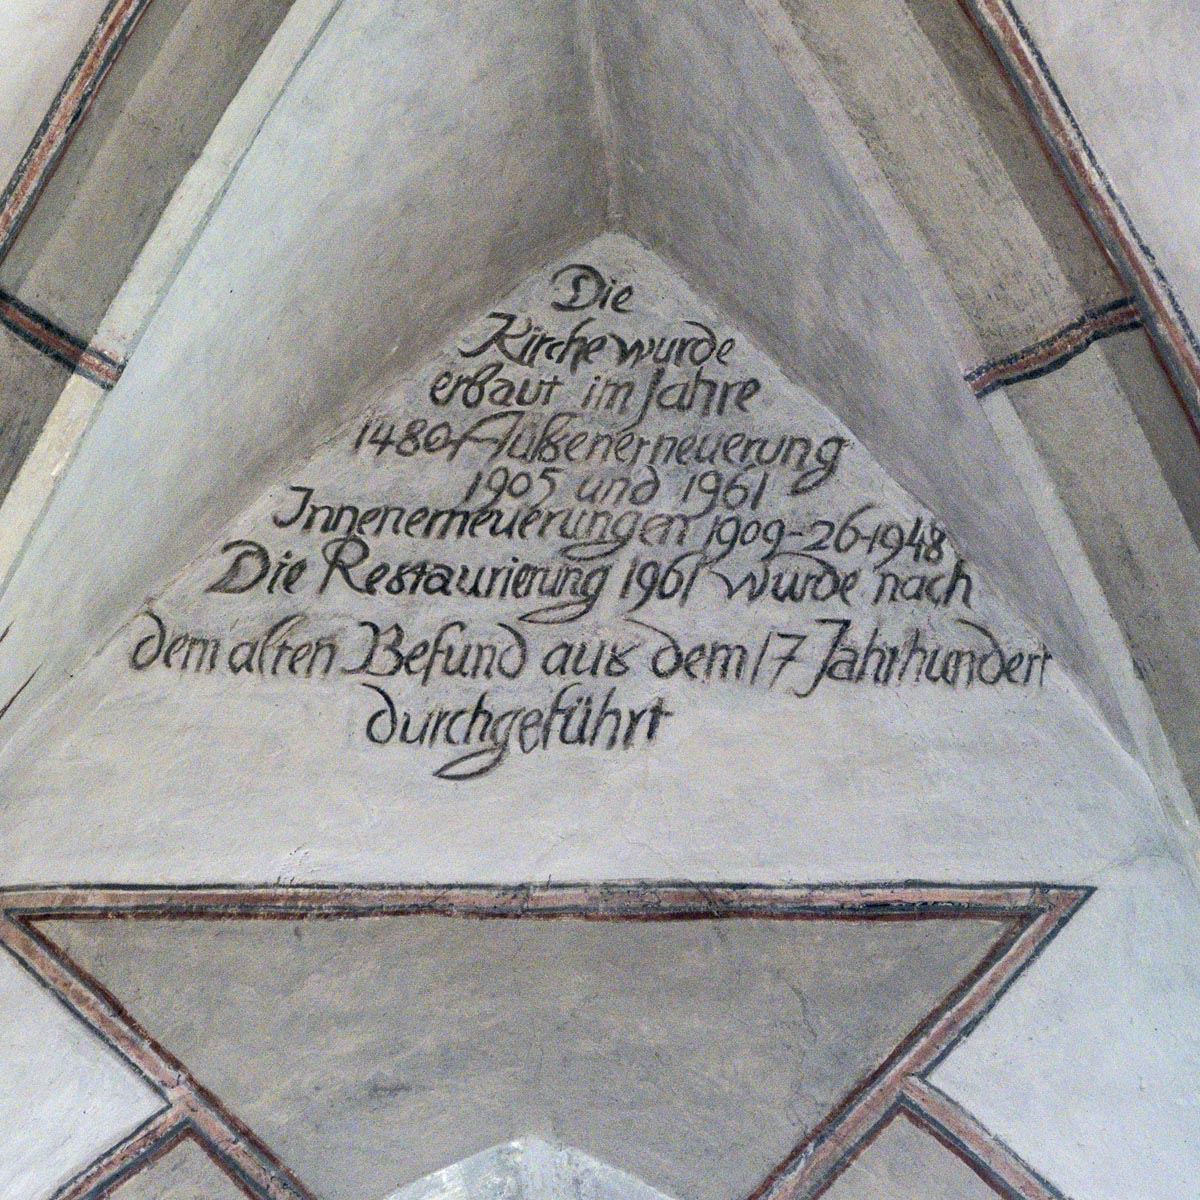 Die
Kirche wurde
erbaut im Jahre
1480 Außenerneuerung
1905 und 1961
Innenerneuerungen 1909-26-1948
Die Restaurierung 1961 wurde nach
dem alten Befund aus dem 17 Jahrhundert
durchgeführt